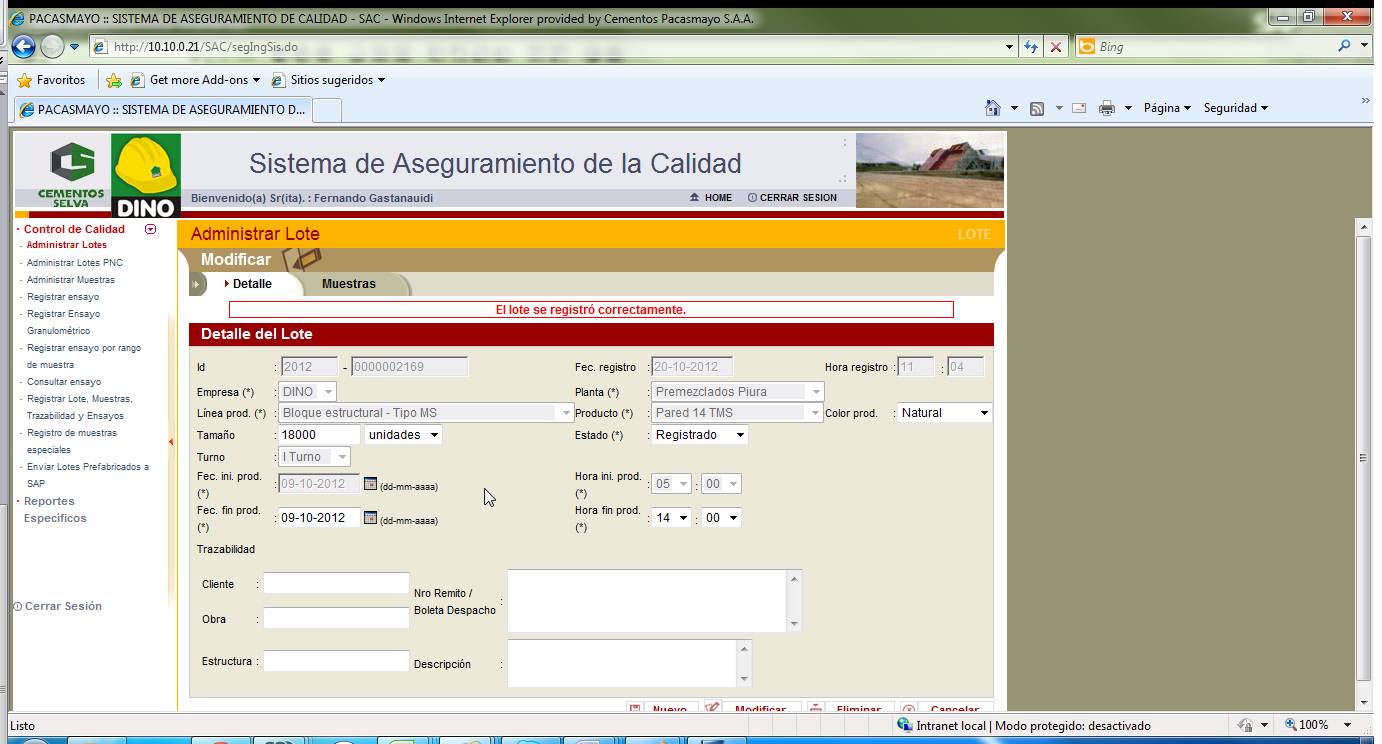 PACASMAYO :: SISTEMA DE ASEGURAMIENTO DE CALIDAD - SAC - Windows Internet Explorer provided by Cementos Pacasmayo S.A.A.
http://10.10.0.21/SAC/segIngSis.do
Bing
Favoritos Get more Add-ons Sitios sugeridos
PACASMAYO :: SISTEMA DE ASEGURAMIENTO D...
Página Seguridad
CEMENTOS SELVA
DINO
Sistema de Aseguramiento de la Calidad
Bienvenido(a) Sr(ita). : Fernando Gastanauidi
HOME CERRAR SESION
Control de Calidad
Administrar Lotes
Administrar Lotes PNC
Administrar Muestras
Registrar ensayo
Registrar Ensayo
Granulométrico
Registrar ensayo por rango
de muestra
Consultar ensayo
Registrar Lote, Muestras,
Trazabilidad y Ensayos
Registro de muestras
especiales
Enviar Lotes Prefabricados a
SAP
Reportes
Específicos
Cerrar Sesión
Administrar Lote LOTE
Modificar
Detalle Muestras
El lote se registró correctamente.
Detalle del Lote
Id : 2012 - 0000002169 Fec. registro : 20-10-2012 Hora registro : 11 : 04
Empresa (*) : DINO Planta (*) : Premezclados Piura
Línea prod. (*) : Bloque estructural - Tipo MS Producto (*) : Pared 14 TMS Color prod. : Natural
Tamaño : 18000 unidades Estado (*) : Registrado
Turno : I Turno
Fec. ini. prod. (*) : 09-10-2012 (dd-mm-aaaa) Hora ini. prod. (*) : 05 : 00
Fec. fin prod. (*) : 09-10-2012 (dd-mm-aaaa) Hora fin prod. (*) : 14 : 00
Trazabilidad
Cliente : Nro Remito / Boleta Despacho :
Obra :
Estructura : Descripción :
Nuevo Modificar Eliminar Cancelar
Listo Intranet local | Modo protegido: desactivado 100%